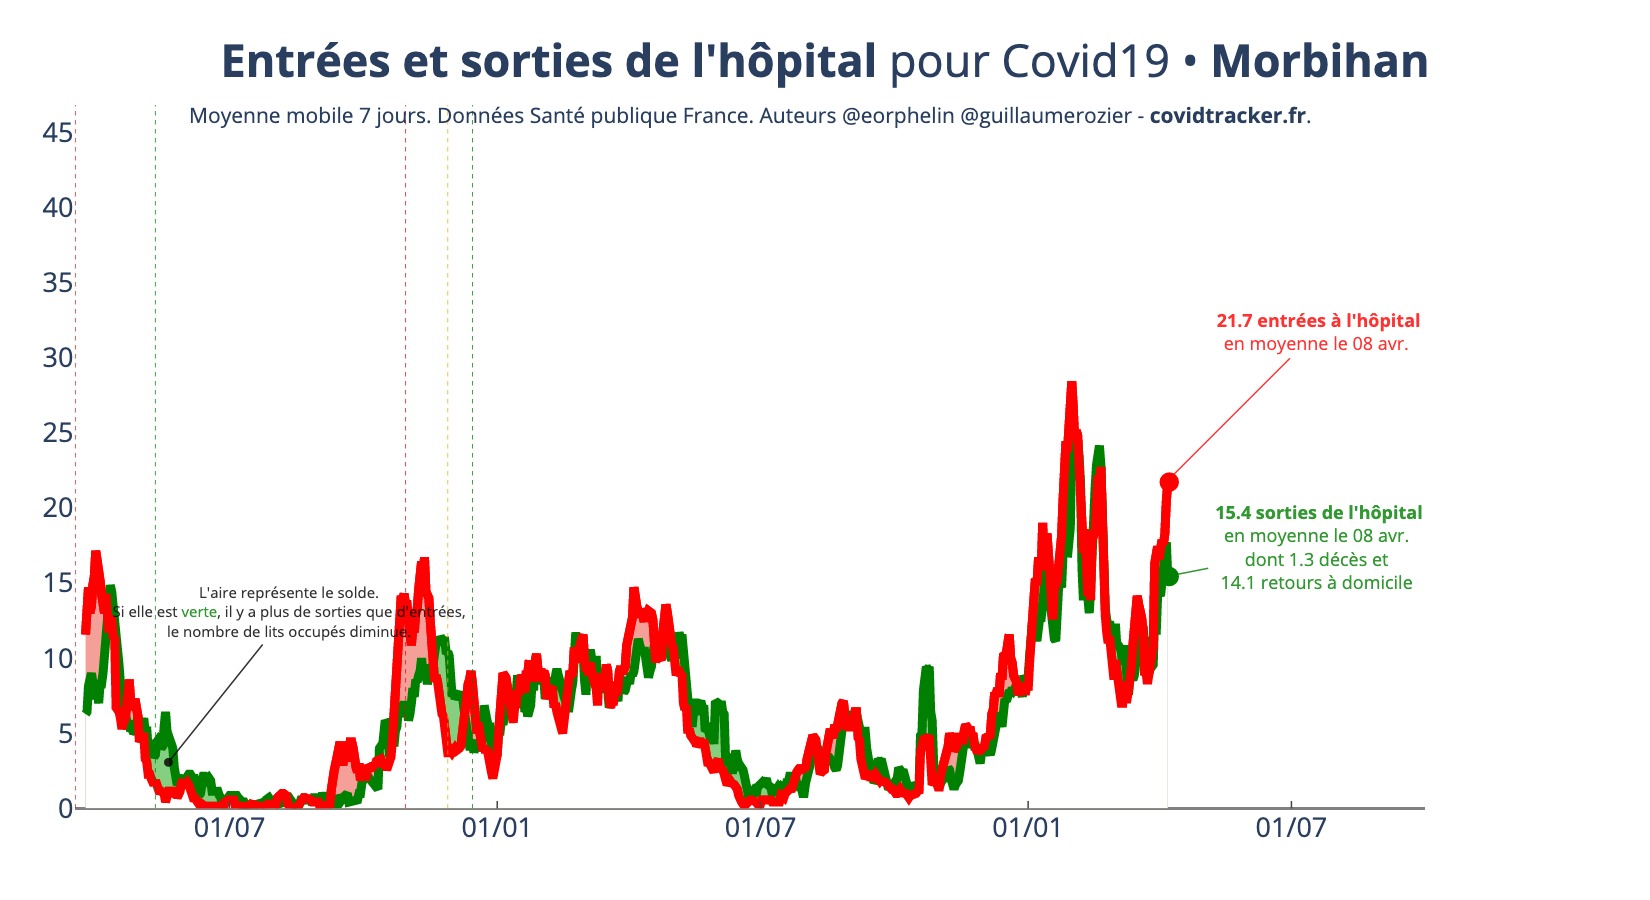 Entrées et sorties de l'hôpital pour Covid19 • Morbihan
Moyenne mobile 7 jours. Données Santé publique France. Auteurs @eorphelin @guillaumerozier - covidtracker.fr.
45
40
35
30
25
20
15
10
5
0
21.7 entrées à l'hôpital
en moyenne le 08 avr.
15.4 sorties de l'hôpital
en moyenne le 08 avr.
dont 1.3 décès et
14.1 retours à domicile
L'aire représente le solde.
Si elle est verte, il y a plus de sorties que d'entrées,
le nombre de lits occupés diminue.
01/07
01/01
01/07
01/01
01/07